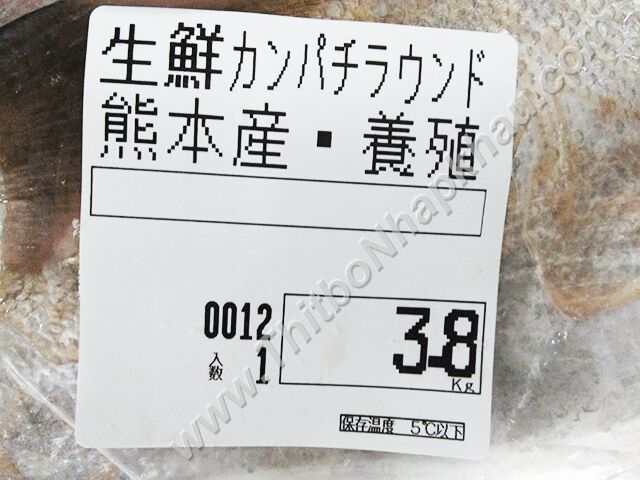 生鮮カンパチラウンド
熊本産・養殖
0012
入数 1
3.8
Kg
保存温度 5℃以下
www.ThitboNhapkhau.com